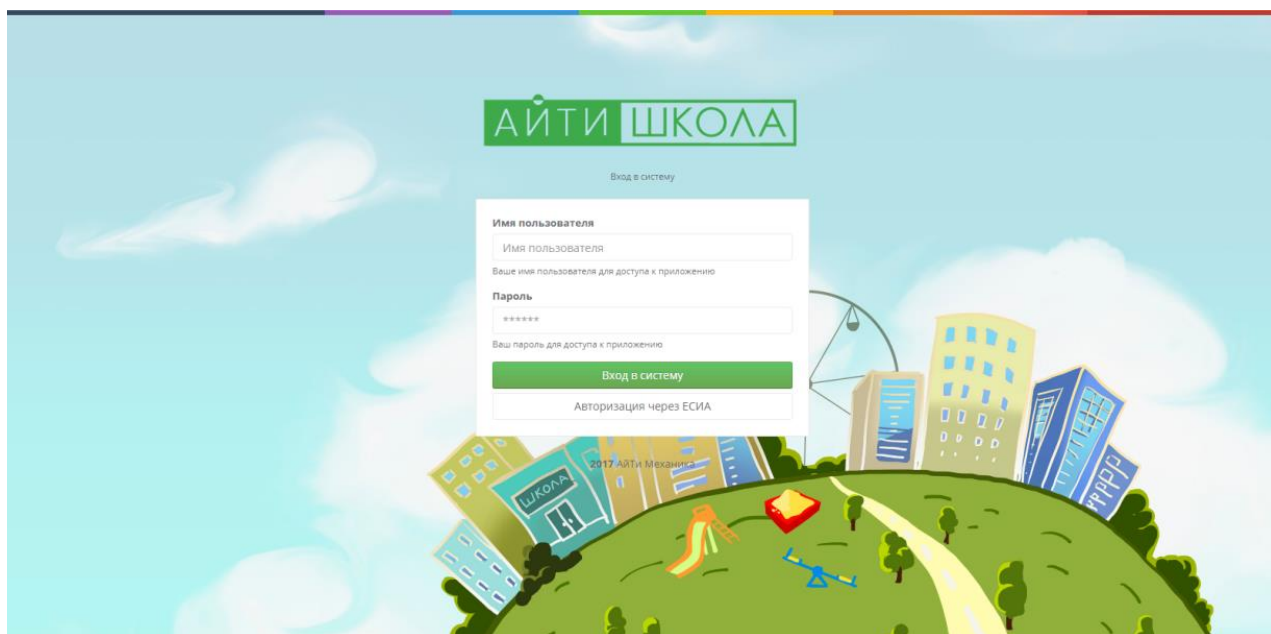 АЙТИ ШКОЛА
Вход в систему
Имя пользователя
Имя пользователя
Ваше имя пользователя для доступа к приложению
Пароль
******
Ваш пароль для доступа к приложению
Вход в систему
Авторизация через ЕСИА
2017 АйТи Механика
ШКОЛА